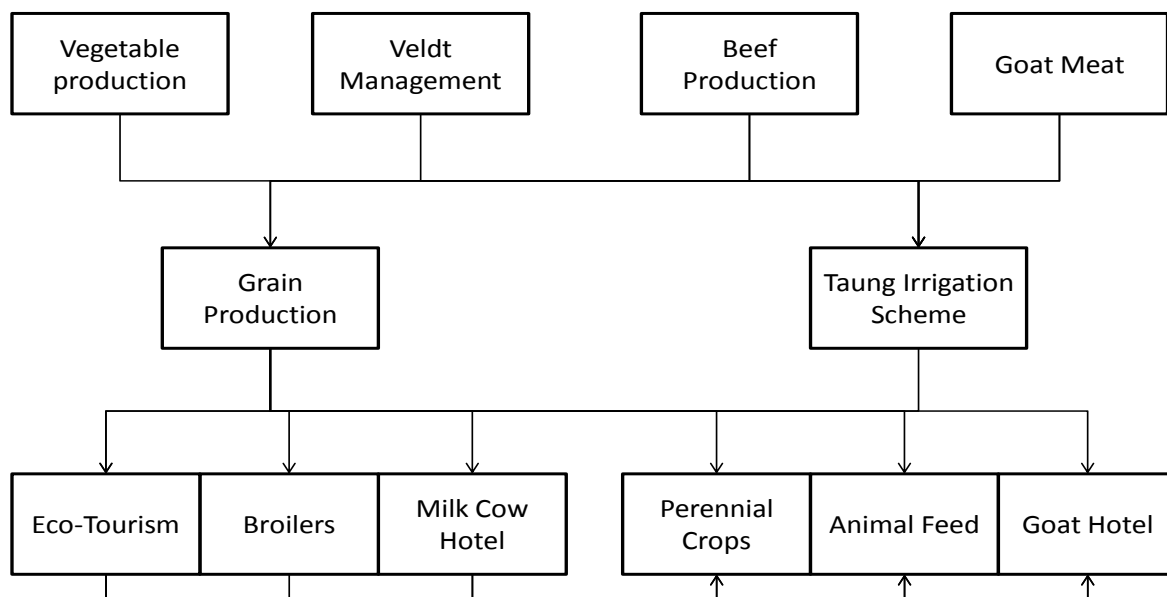 Vegetable
production
Veldt
Management
Beef
Production
Goat Meat
Grain
Production
Taung Irrigation
Scheme
Eco-Tourism
Broilers
Milk Cow
Hotel
Perennial
Crops
Animal Feed
Goat Hotel